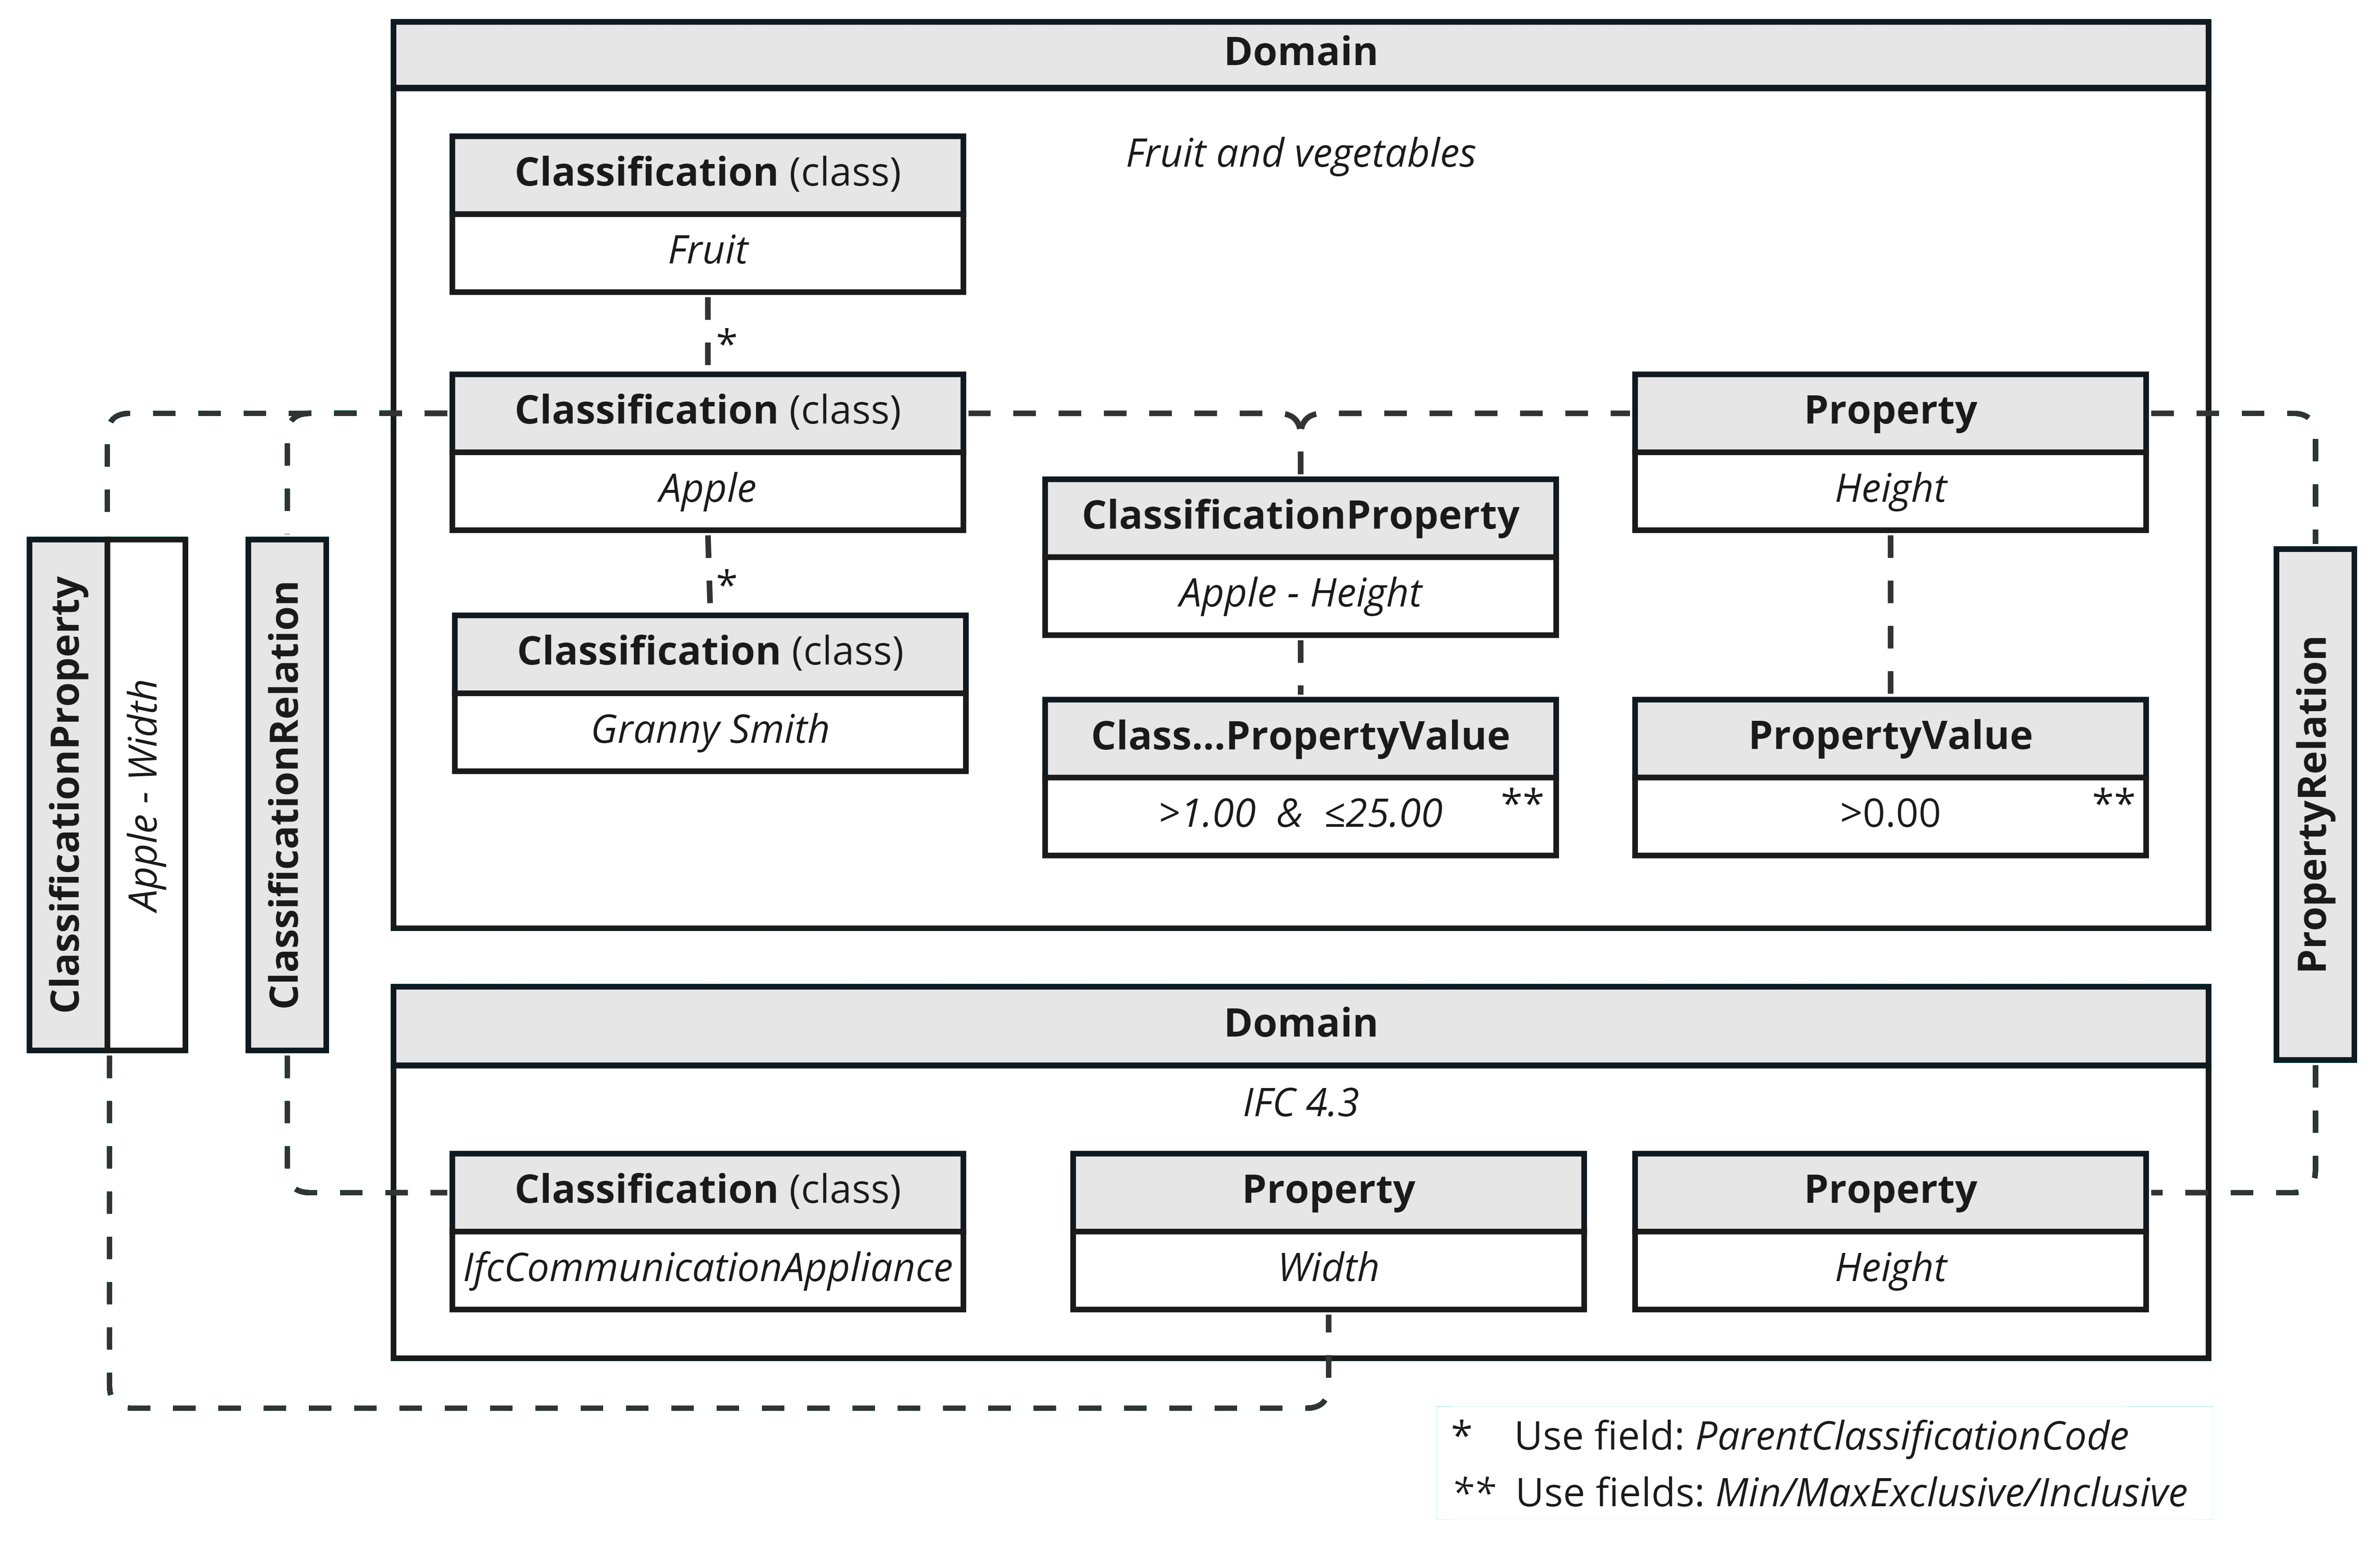 Domain
Fruit and vegetables
Classification (class)
Fruit
*
Classification (class)
Apple
*
Classification (class)
Granny Smith
ClassificationProperty
Apple - Height
Class...PropertyValue
>1.00 & ≤25.00 **
Property
Height
PropertyValue
>0.00 **
ClassificationProperty
Apple - Width
ClassificationRelation
PropertyRelation
Domain
IFC 4.3
Classification (class)
IfcCommunicationAppliance
Property
Width
Property
Height
* Use field: ParentClassificationCode
** Use fields: Min/MaxExclusive/Inclusive